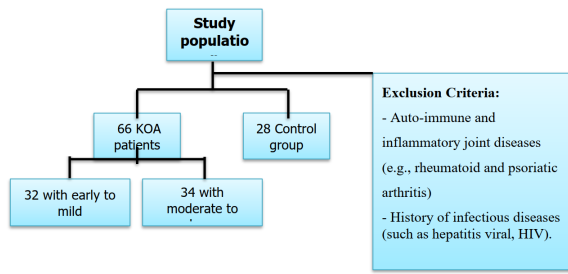 Study
populatio
66 KOA
patients
28 Control
group
32 with early to
mild
34 with
moderate to
Exclusion Criteria:
- Auto-immune and
inflammatory joint diseases
(e.g., rheumatoid and psoriatic
arthritis)
- History of infectious diseases
(such as hepatitis viral, HIV).